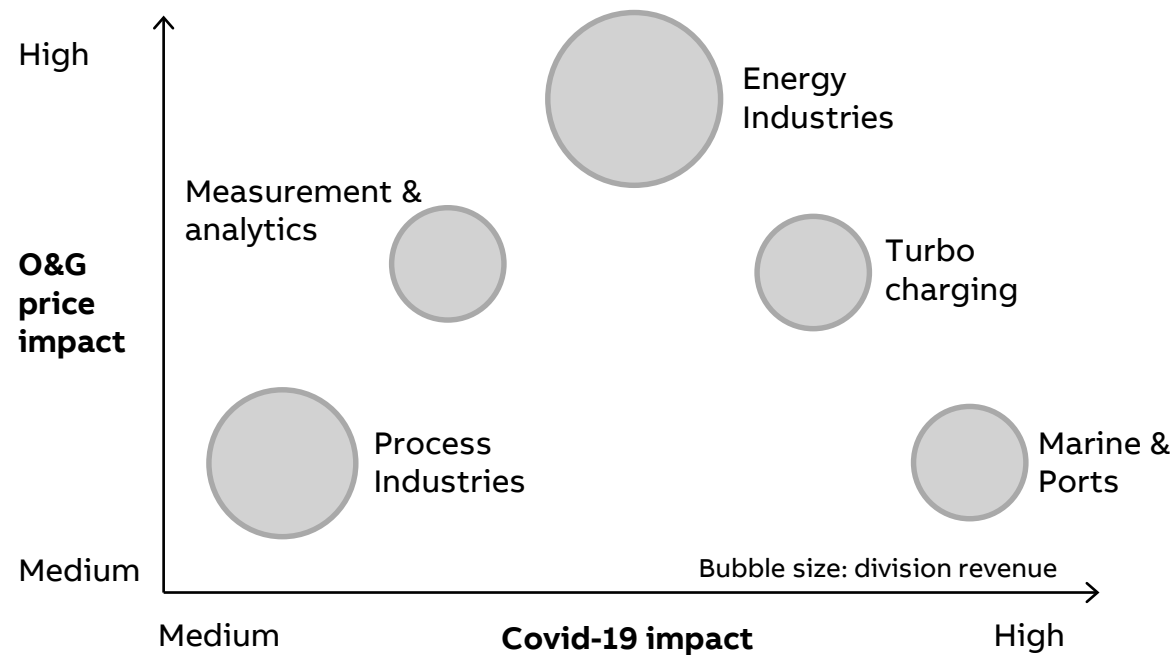 High
Energy
Industries
Measurement &
analytics
O&G
price
impact
Turbo
charging
Process
Industries
Marine &
Ports
Medium
Bubble size: division revenue
Medium
Covid-19 impact
High